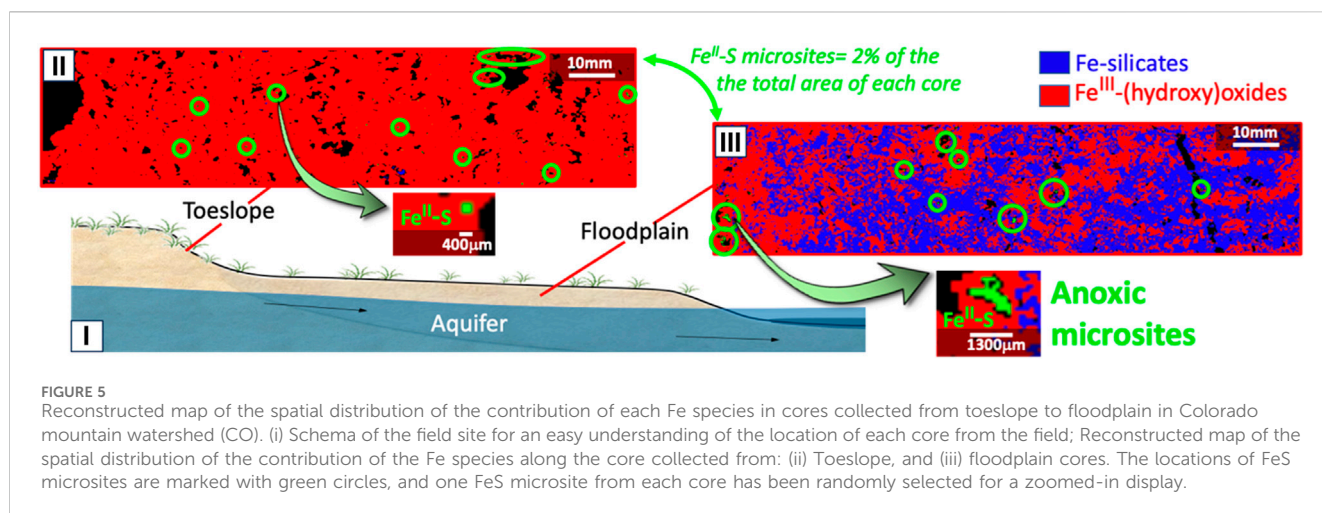 II
10mm
Fe^II-S microsites= 2% of the
the total area of each core
Fe-silicates
Fe^III-(hydroxy)oxides
III
10mm
Toeslope
Fe^II-S
400μm
Floodplain
I
Aquifer
Fe^II-S
1300μm
Anoxic
microsites
FIGURE 5
Reconstructed map of the spatial distribution of the contribution of each Fe species in cores collected from toeslope to floodplain in Colorado
mountain watershed (CO). (i) Schema of the field site for an easy understanding of the location of each core from the field; Reconstructed map of the
spatial distribution of the contribution of the Fe species along the core collected from: (ii) Toeslope, and (iii) floodplain cores. The locations of FeS
microsites are marked with green circles, and one FeS microsite from each core has been randomly selected for a zoomed-in display.